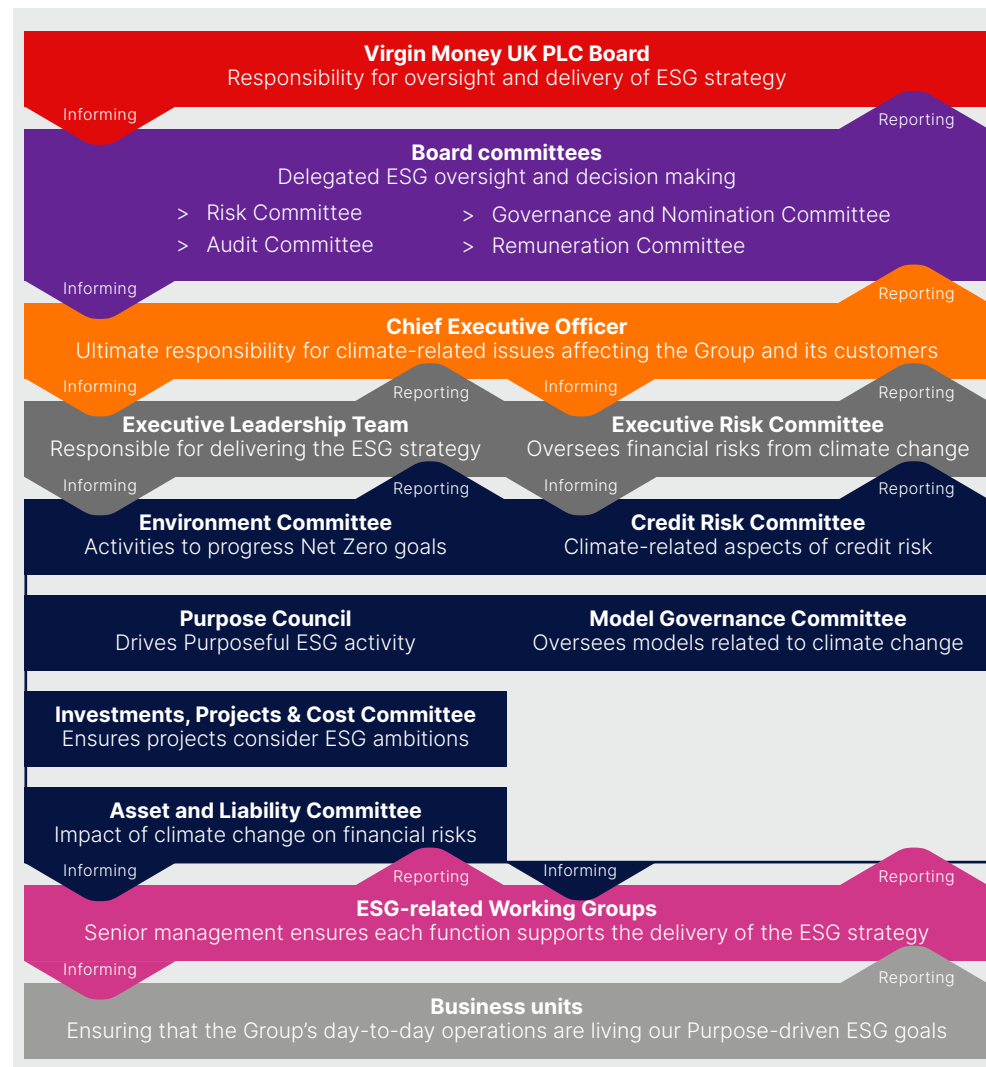 Virgin Money UK PLC Board
Responsibility for oversight and delivery of ESG strategy
Informing
Reporting
Board committees
Delegated ESG oversight and decision making
> Risk Committee
> Governance and Nomination Committee
> Audit Committee
> Remuneration Committee
Informing
Reporting
Chief Executive Officer
Ultimate responsibility for climate-related issues affecting the Group and its customers
Informing
Reporting
Informing
Reporting
Executive Leadership Team
Responsible for delivering the ESG strategy
Executive Risk Committee
Oversees financial risks from climate change
Informing
Reporting
Informing
Reporting
Environment Committee
Activities to progress Net Zero goals
Credit Risk Committee
Climate-related aspects of credit risk
Purpose Council
Drives Purposeful ESG activity
Model Governance Committee
Oversees models related to climate change
Investments, Projects & Cost Committee
Ensures projects consider ESG ambitions
Asset and Liability Committee
Impact of climate change on financial risks
Informing
Reporting
Informing
Reporting
ESG-related Working Groups
Senior management ensures each function supports the delivery of the ESG strategy
Informing
Reporting
Business units
Ensuring that the Group’s day-to-day operations are living our Purpose-driven ESG goals